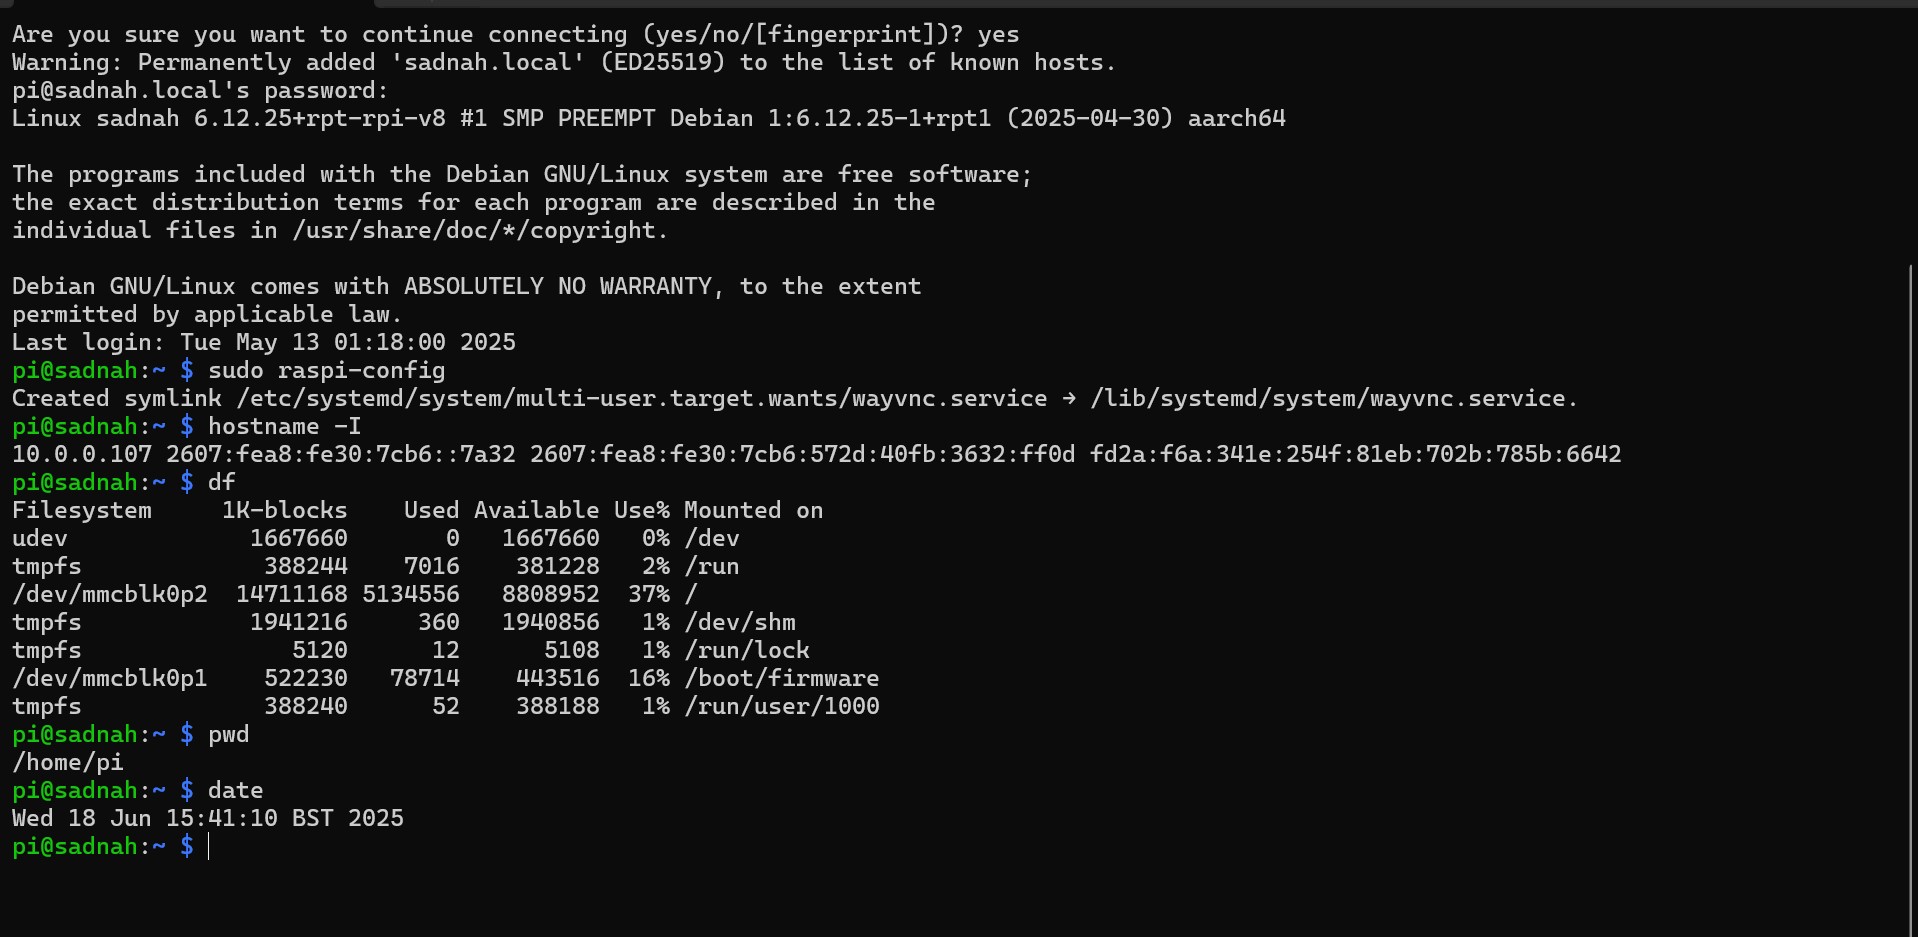 Are you sure you want to continue connecting (yes/no/[fingerprint])? yes
Warning: Permanently added 'sadnah.local' (ED25519) to the list of known hosts.
pi@sadnah.local's password:
Linux sadnah 6.12.25+rpt-rpi-v8 #1 SMP PREEMPT Debian 1:6.12.25-1+rpt1 (2025-04-30) aarch64

The programs included with the Debian GNU/Linux system are free software;
the exact distribution terms for each program are described in the
individual files in /usr/share/doc/*/copyright.

Debian GNU/Linux comes with ABSOLUTELY NO WARRANTY, to the extent
permitted by applicable law.
Last login: Tue May 13 01:18:00 2025
pi@sadnah:~ $ sudo raspi-config
Created symlink /etc/systemd/system/multi-user.target.wants/wayvnc.service → /lib/systemd/system/wayvnc.service.
pi@sadnah:~ $ hostname -I
10.0.0.107 2607:fea8:fe30:7cb6::7a32 2607:fea8:fe30:7cb6:572d:40fb:3632:ff0d fd2a:f6a:341e:254f:81eb:702b:785b:6642
pi@sadnah:~ $ df
Filesystem     1K-blocks    Used Available Use% Mounted on
udev             1667660       0   1667660   0% /dev
tmpfs             388244    7016    381228   2% /run
/dev/mmcblk0p2  14711168 5134556   8808952  37% /
tmpfs            1941216     360   1940856   1% /dev/shm
tmpfs               5120      12      5108   1% /run/lock
/dev/mmcblk0p1    522230   78714    443516  16% /boot/firmware
tmpfs             388240      52    388188   1% /run/user/1000
pi@sadnah:~ $ pwd
/home/pi
pi@sadnah:~ $ date
Wed 18 Jun 15:41:10 BST 2025
pi@sadnah:~ $